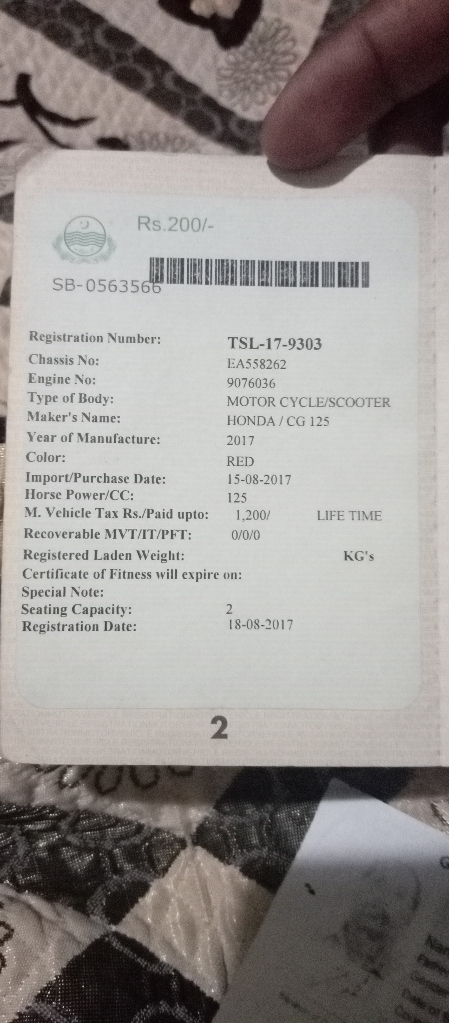 Rs.200/-
SB-0563566
Registration Number: TSL-17-9303
Chassis No: EA558262
Engine No: 9076036
Type of Body: MOTOR CYCLE/SCOOTER
Maker's Name: HONDA / CG 125
Year of Manufacture: 2017
Color: RED
Import/Purchase Date: 15-08-2017
Horse Power/CC: 125
M. Vehicle Tax Rs./Paid upto: 1,200/ LIFE TIME
Recoverable MVT/IT/PFT: 0/0/0
Registered Laden Weight: KG's
Certificate of Fitness will expire on:
Special Note:
Seating Capacity: 2
Registration Date: 18-08-2017
2